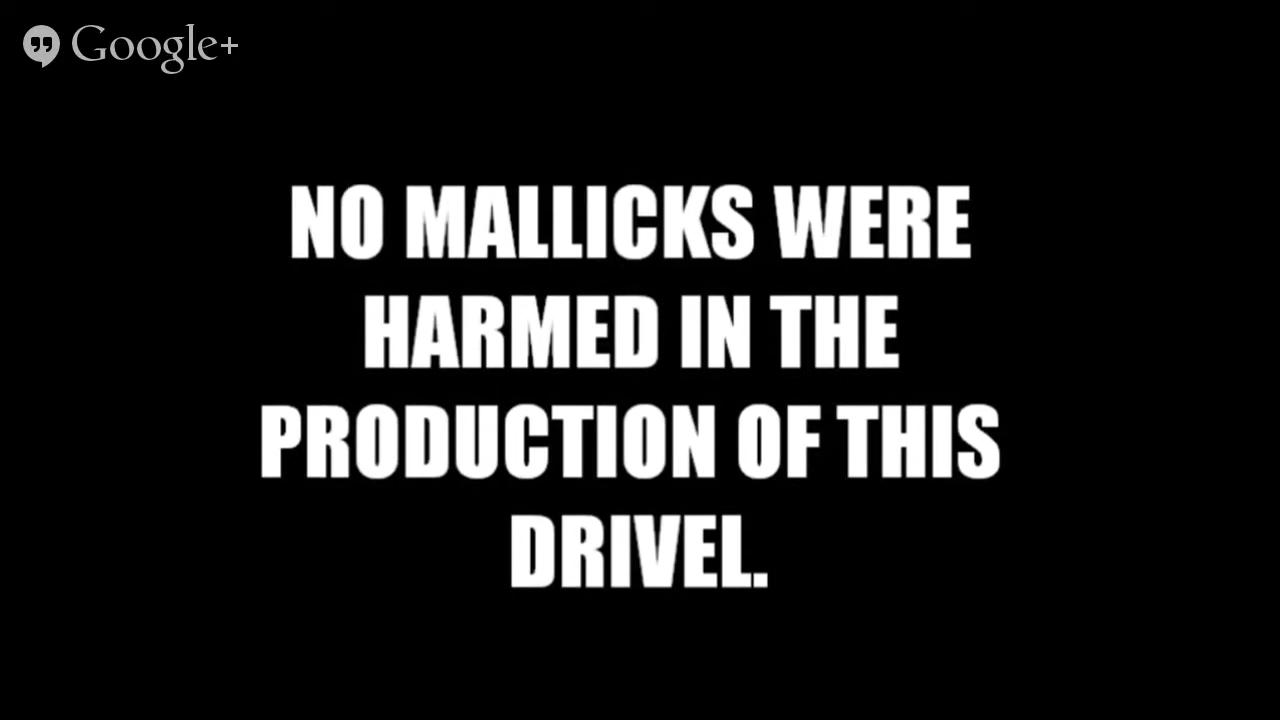 Google+
NO MALLICKS WERE
HARMED IN THE
PRODUCTION OF THIS
DRIVEL.